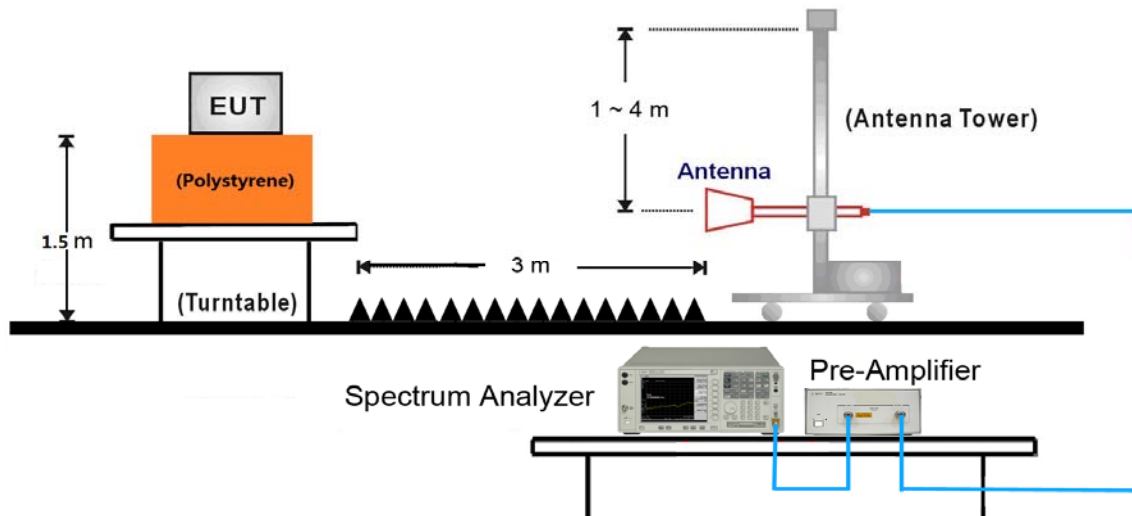 EUT
(Polystyrene)
1.5 m
(Turntable)
3 m
1 ~ 4 m
Antenna
(Antenna Tower)
Spectrum Analyzer
Pre-Amplifier